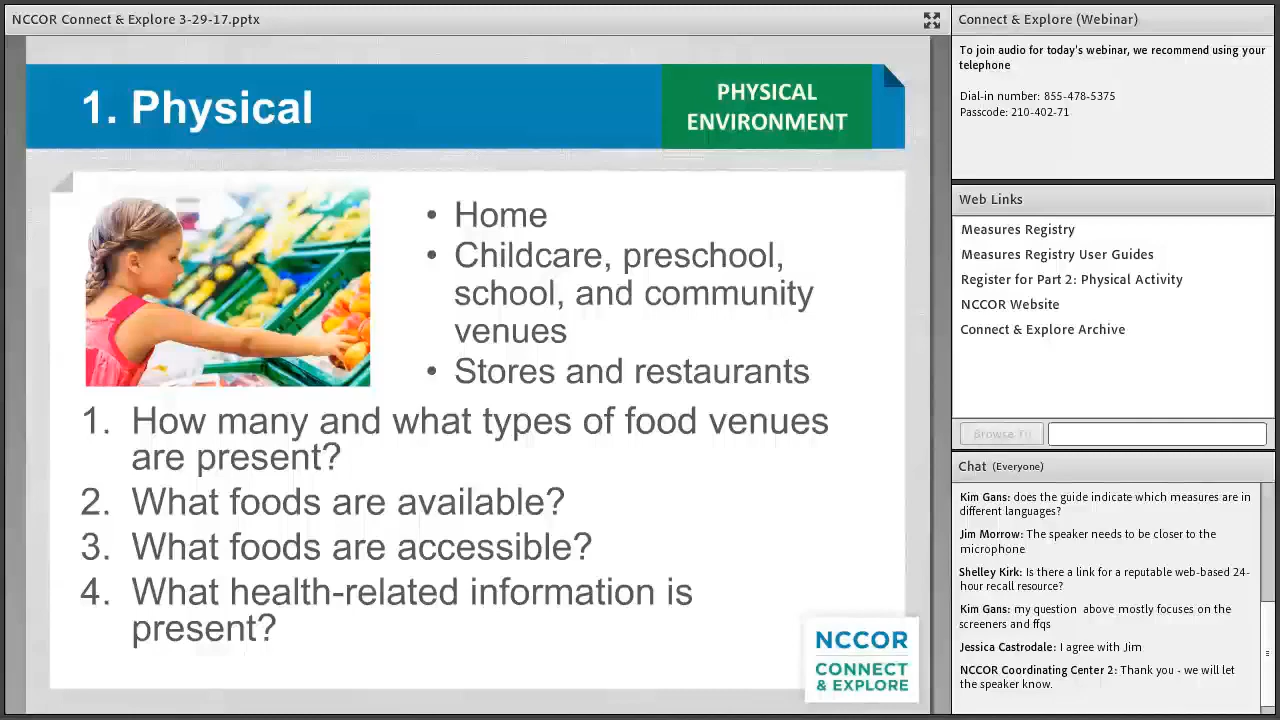 NCCOR Connect & Explore 3-29-17.pptx
1. Physical
PHYSICAL
ENVIRONMENT
• Home
• Childcare, preschool,
school, and community
venues
• Stores and restaurants
1. How many and what types of food venues
are present?
2. What foods are available?
3. What foods are accessible?
4. What health-related information is
present?
NCCOR
CONNECT
& EXPLORE
Connect & Explore (Webinar)
To join audio for today's webinar, we recommend using your
telephone
Dial-in number: 855-478-5375
Passcode: 210-402-71
Web Links
Measures Registry
Measures Registry User Guides
Register for Part 2: Physical Activity
NCCOR Website
Connect & Explore Archive
Browse To
Chat (Everyone)
Kim Gans: does the guide indicate which measures are in
different languages?
Jim Morrow: The speaker needs to be closer to the
microphone
Shelley Kirk: Is there a link for a reputable web-based 24-
hour recall resource?
Kim Gans: my question above mostly focuses on the
screeners and ffqs
Jessica Castrodale: I agree with Jim
NCCOR Coordinating Center 2: Thank you - we will let
the speaker know.